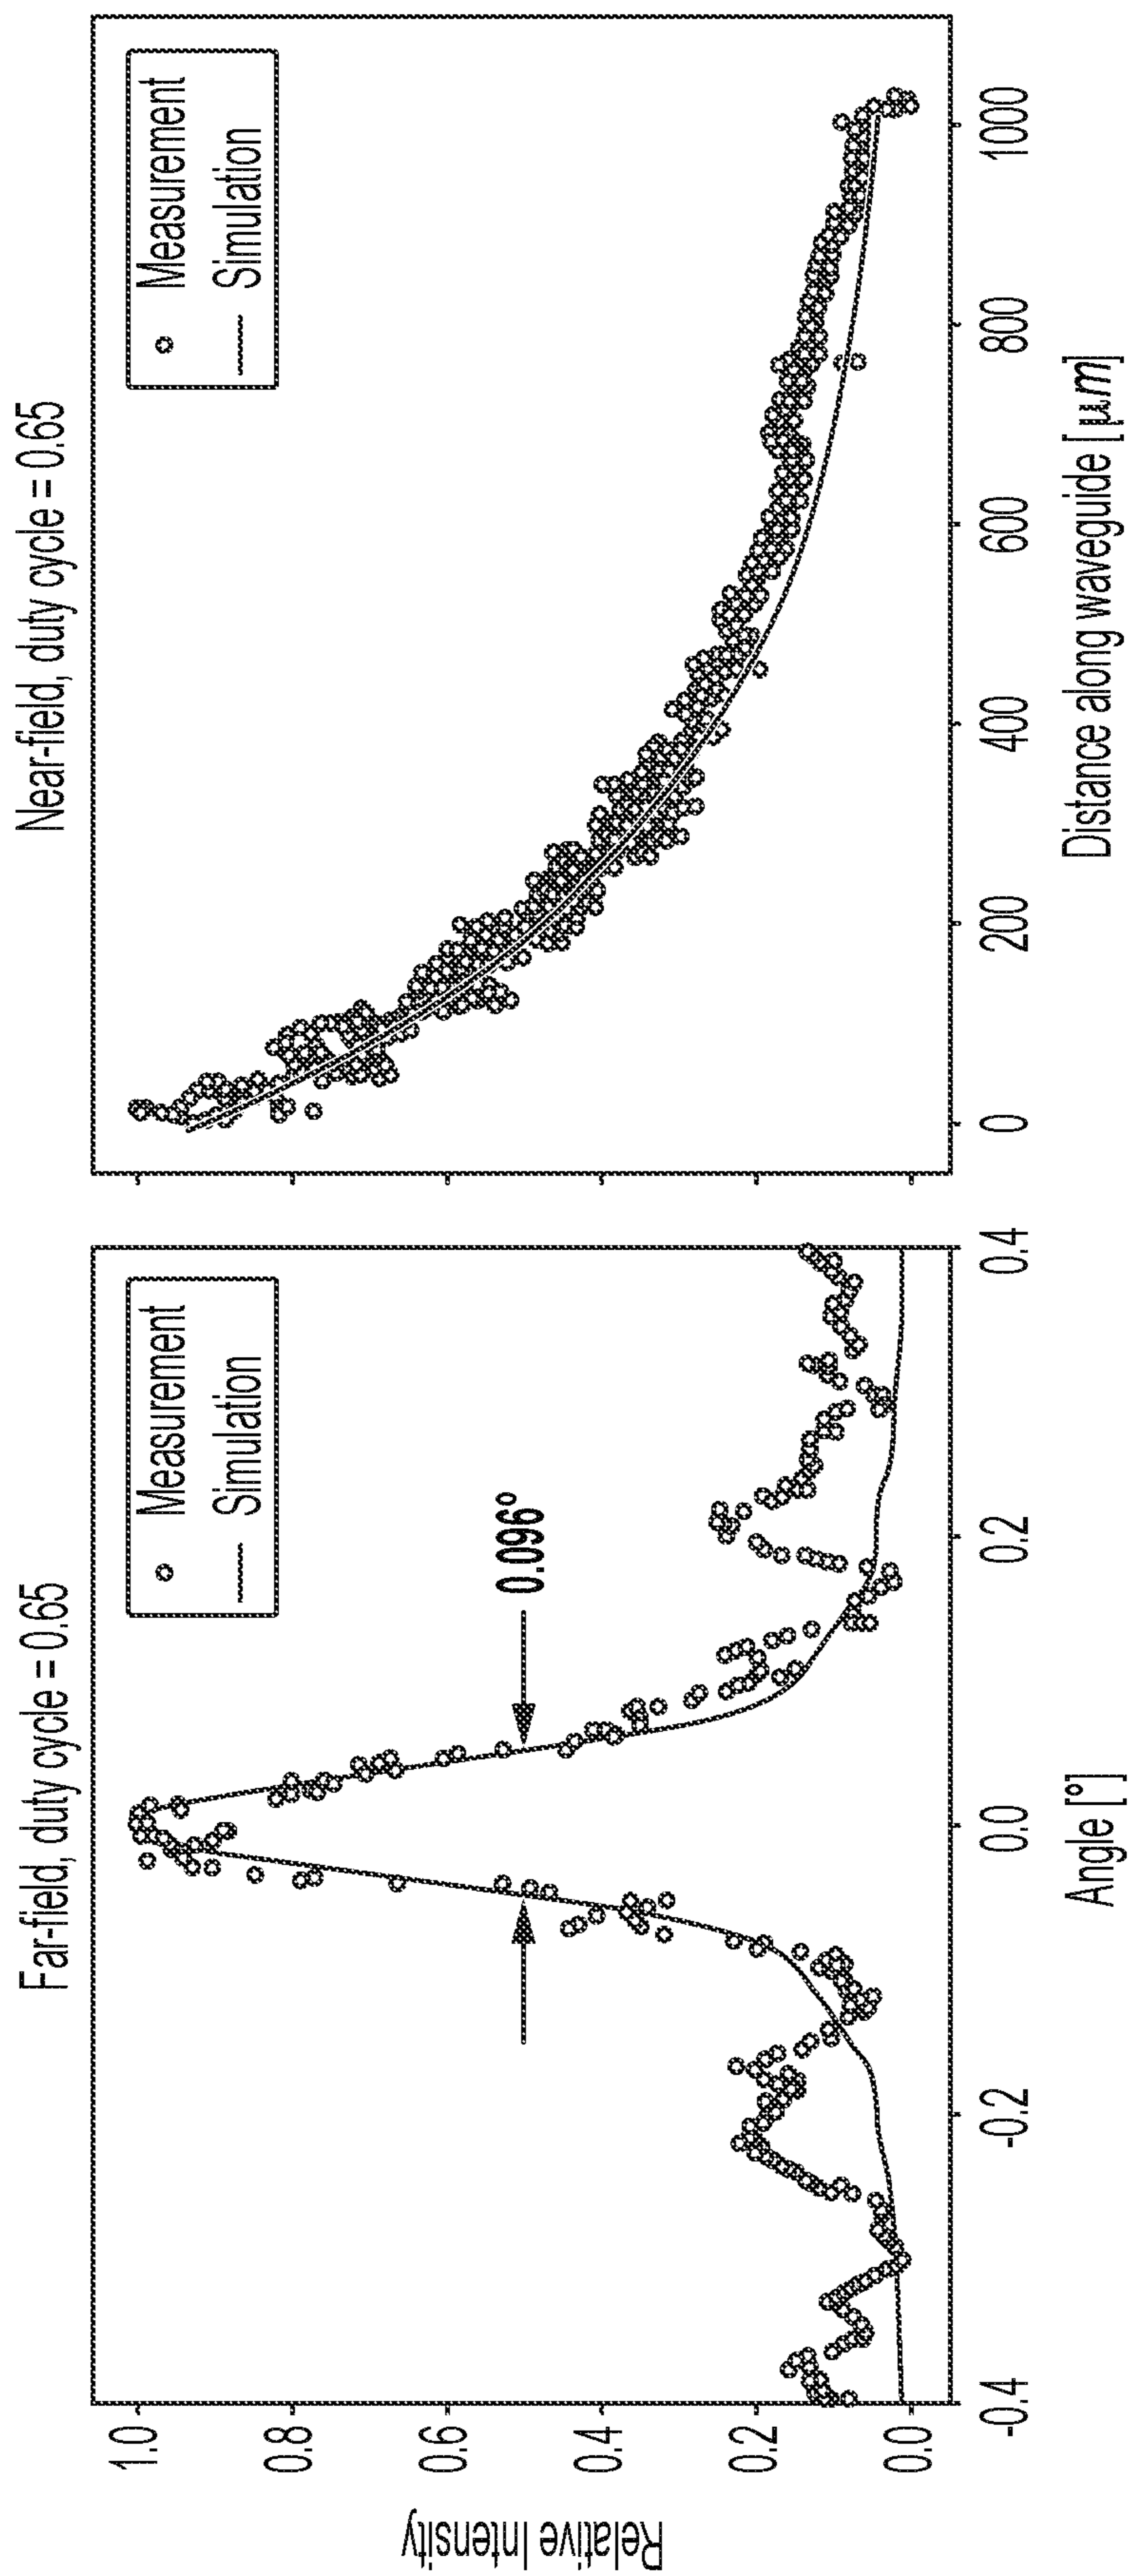 Far-field, duty cycle = 0.65
Relative Intensity
1.0
0.8
0.6
0.4
0.2
0.0
Measurement
Simulation
0.096°
-0.4
-0.2
0.0
0.2
0.4
Angle [°]
Near-field, duty cycle = 0.65
Measurement
Simulation
0
200
400
600
800
1000
Distance along waveguide [μm]